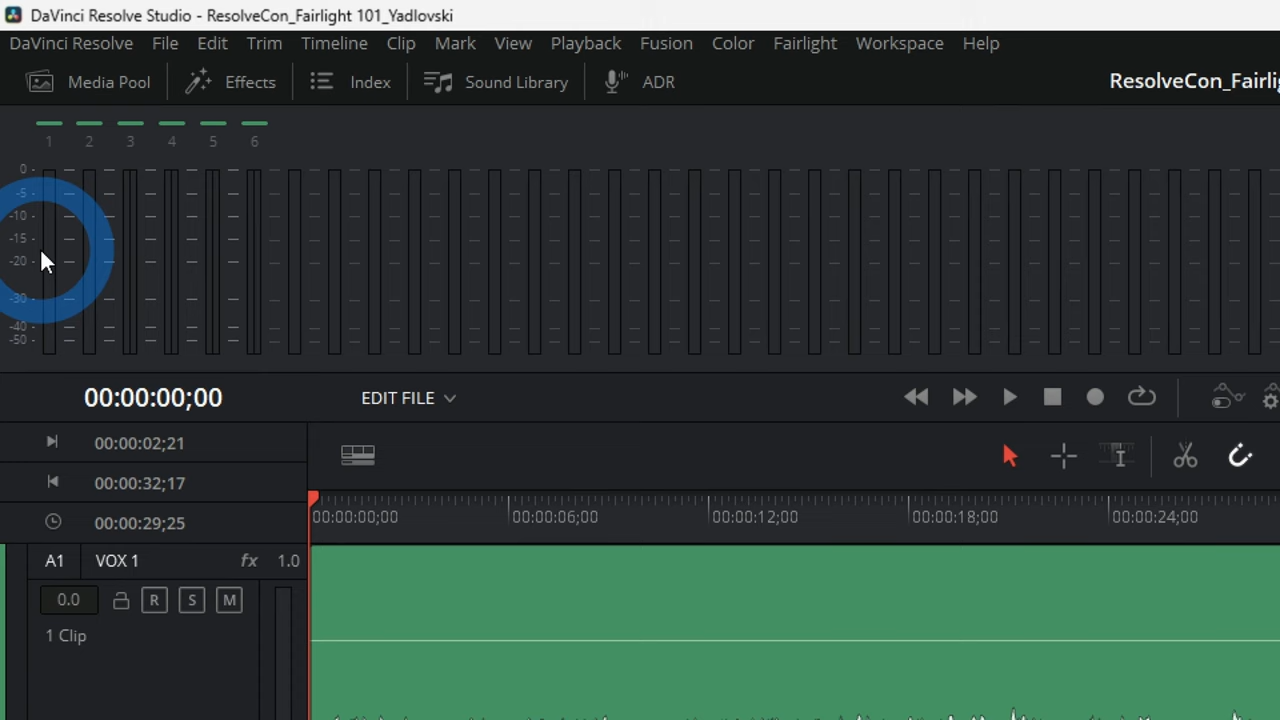 DaVinci Resolve Studio - ResolveCon_Fairlight 101_Yadlovski
DaVinci Resolve File Edit Trim Timeline Clip Mark View Playback Fusion Color Fairlight Workspace Help
Media Pool Effects Index Sound Library ADR ResolveCon_Fairli
1 2 3 4 5 6
0
-5
-10
-15
-20
-30
-40
-50
00:00:00;00 EDIT FILE
00:00:02;21
00:00:32;17
00:00:00;00 00:00:06;00 00:00:12;00 00:00:18;00 00:00:24;00
00:00:29;25
A1 VOX 1 fx 1.0
0.0 R S M
1 Clip